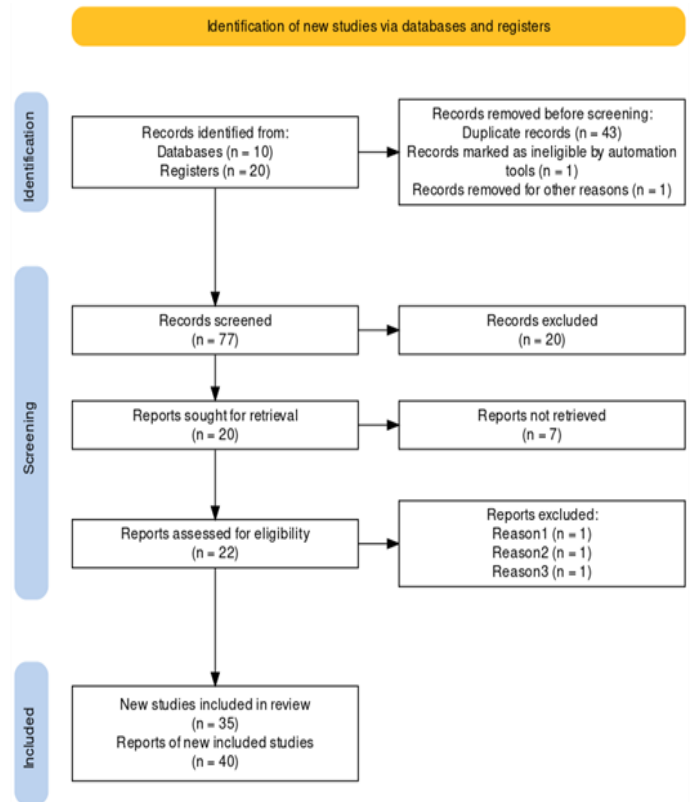 Identification of new studies via databases and registers
Identification
Records identified from:
Databases (n = 10)
Registers (n = 20)
Records removed before screening:
Duplicate records (n = 43)
Records marked as ineligible by automation
tools (n = 1)
Records removed for other reasons (n = 1)
Screening
Records screened
(n = 77)
Records excluded
(n = 20)
Reports sought for retrieval
(n = 20)
Reports not retrieved
(n = 7)
Reports assessed for eligibility
(n = 22)
Reports excluded:
Reason1 (n = 1)
Reason2 (n = 1)
Reason3 (n = 1)
Included
New studies included in review
(n = 35)
Reports of new included studies
(n = 40)